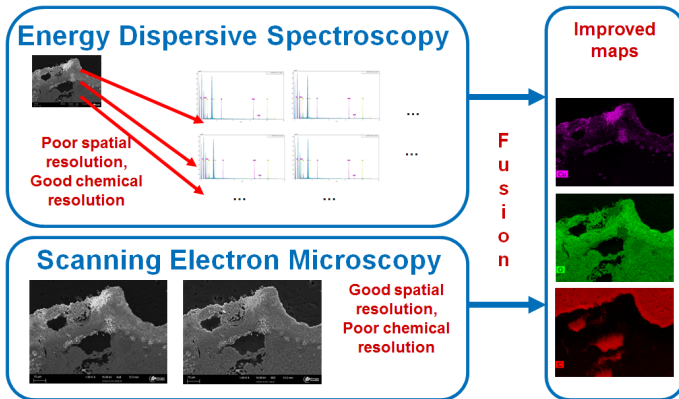 Energy Dispersive Spectroscopy
Poor spatial
resolution,
Good chemical
resolution
...
...
...
...
Scanning Electron Microscopy
Good spatial
resolution,
Poor chemical
resolution
Fusion
Improved
maps
O
C